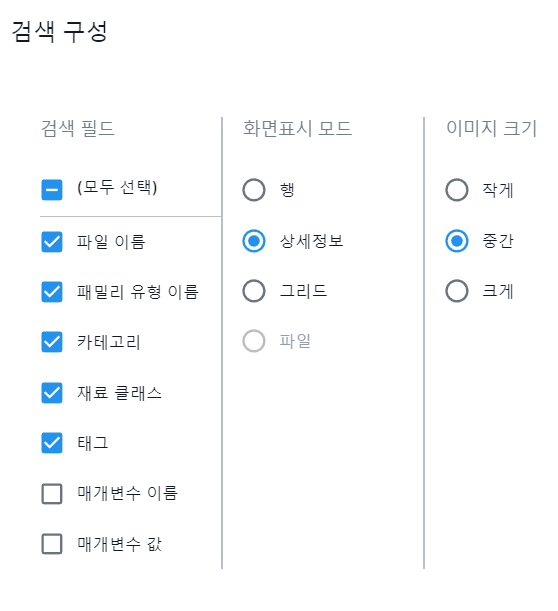 검색 구성
검색 필드
(모두 선택)
파일 이름
패밀리 유형 이름
카테고리
재료 클래스
태그
매개변수 이름
매개변수 값
화면표시 모드
행
상세정보
그리드
파일
이미지 크기
작게
중간
크게